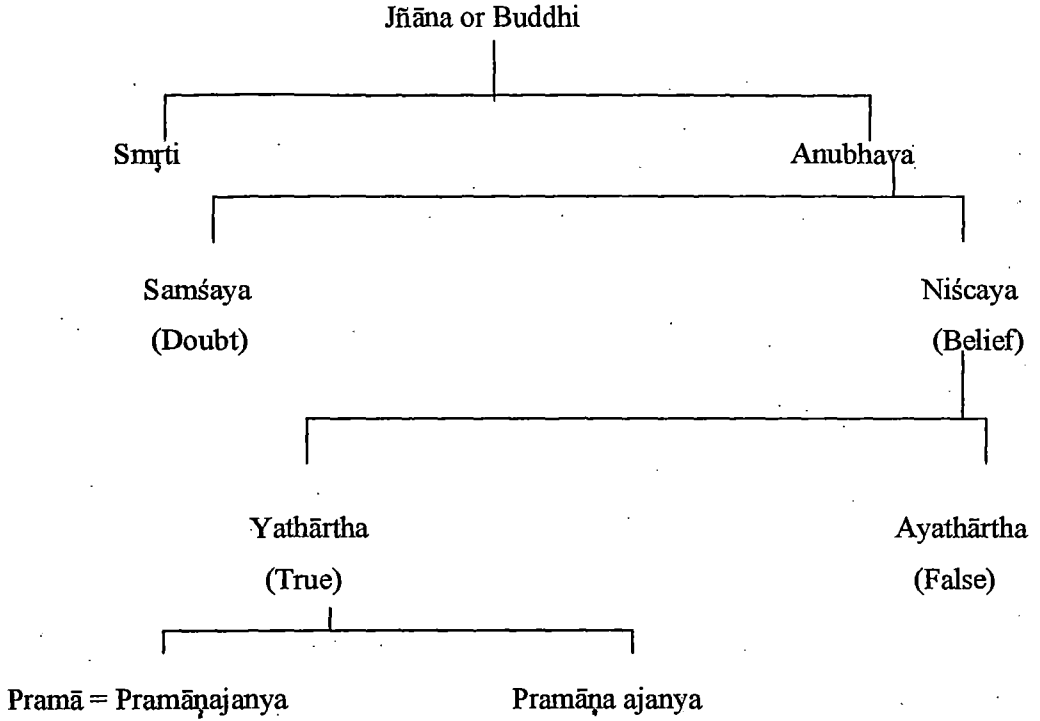 Jñāna or Buddhi
Smṛti Anubhava
Samśaya Niścaya
(Doubt) (Belief)
Yathārtha Ayathārtha
(True) (False)
Pramā = Pramāṇajanya Pramāṇa ajanya